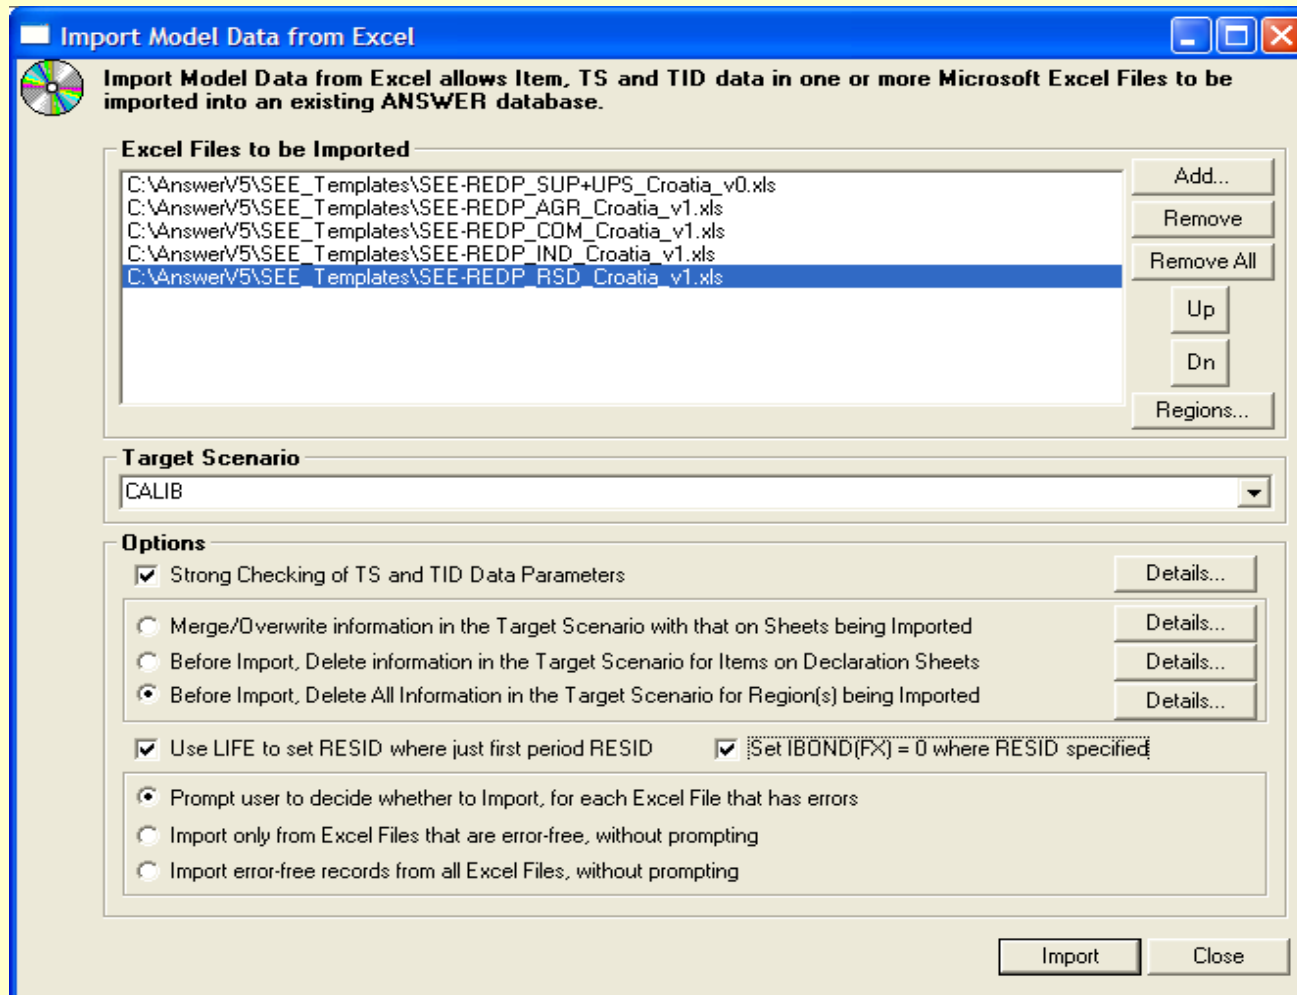 Import Model Data from Excel
Import Model Data from Excel allows Item, TS and TID data in one or more Microsoft Excel Files to be
imported into an existing ANSWER database.
Excel Files to be Imported
C:\AnswerV5\SEE_Templates\SEE-REDP_SUP+UPS_Croatia_v0.xls
C:\AnswerV5\SEE_Templates\SEE-REDP_AGR_Croatia_v1.xls
C:\AnswerV5\SEE_Templates\SEE-REDP_COM_Croatia_v1.xls
C:\AnswerV5\SEE_Templates\SEE-REDP_IND_Croatia_v1.xls
C:\AnswerV5\SEE_Templates\SEE-REDP_RSD_Croatia_v1.xls
Add...
Remove
Remove All
Up
Dn
Regions...
Target Scenario
CALIB
Options
Strong Checking of TS and TID Data Parameters
Details...
Merge/Overwrite information in the Target Scenario with that on Sheets being Imported
Details...
Before Import, Delete information in the Target Scenario for Items on Declaration Sheets
Details...
Before Import, Delete All Information in the Target Scenario for Region(s) being Imported
Details...
Use LIFE to set RESID where just first period RESID
Set IBOND(FX) = 0 where RESID specified
Prompt user to decide whether to Import, for each Excel File that has errors
Import only from Excel Files that are error-free, without prompting
Import error-free records from all Excel Files, without prompting
Import
Close